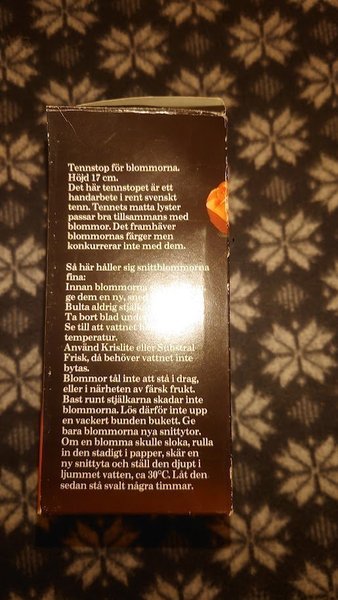 Tennstop för blommorna.
Höjd 17 cm.
Det här tennstopet är ett
handarbete i rent svenskt
tenn. Tennets matta lyster
passar bra tillsammans med
blommor. Det framhäver
blommornas färger men
konkurrerar inte med dem.
Så här håller sig snittblommorna
fina:
Innan blommorna
ge dem en ny, sned
Bulta aldrig
Ta bort blad under
Se till att vattnet
temperatur.
Använd Krislite eller Substral
Frisk, då behöver vattnet inte
bytas.
Blommor tål inte att stå i drag,
eller i närheten av färsk frukt.
Bast runt stjälkarna skadar inte
blommorna. Lös därför inte upp
en vackert bunden bukett. Ge
bara blommorna nya snittytor.
Om en blomma skulle sloka, rulla
in den stadigt i papper, skär en
ny snittyta och ställ den djupt i
ljummet vatten, ca 30°C. Låt den
sedan stå svalt några timmar.